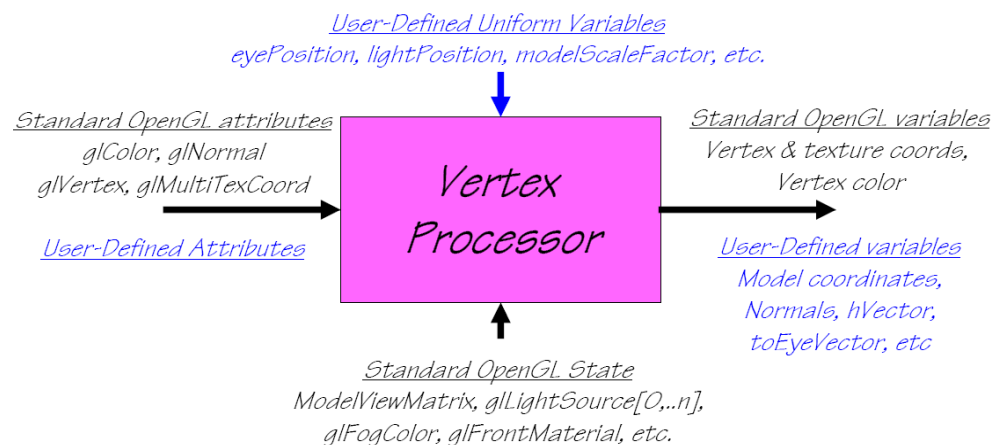 User-Defined Uniform Variables
eyePosition, lightPosition, modelScaleFactor, etc.
Standard OpenGL attributes
glColor, glNormal
glVertex, glMultiTexCoord
User-Defined Attributes
Vertex
Processor
Standard OpenGL variables
Vertex & texture coords,
Vertex color
User-Defined variables
Model coordinates,
Normals, hVector,
toEyeVector, etc
Standard OpenGL State
ModelViewMatrix, glLightSource[0,..n],
glFogColor, glFrontMaterial, etc.